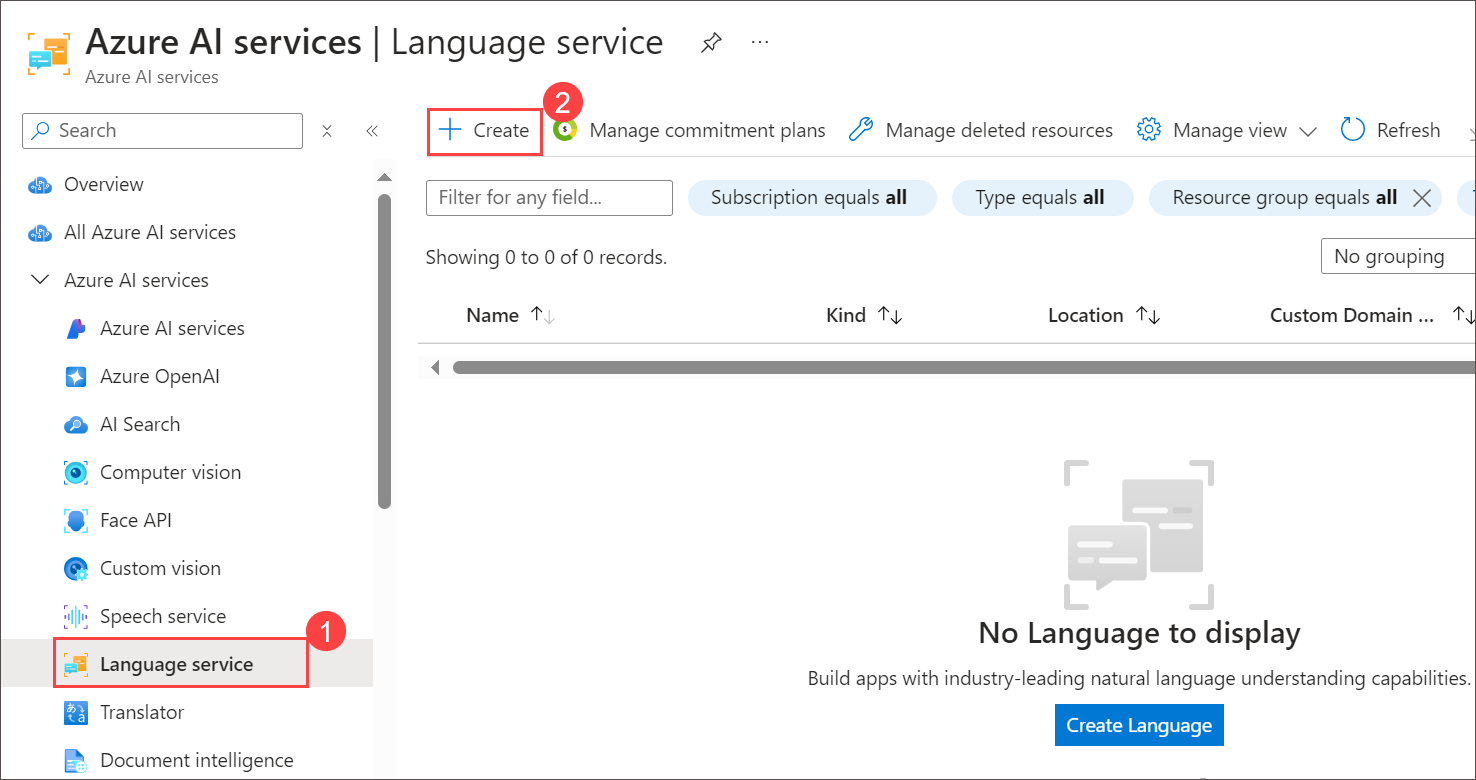 Azure AI services | Language service
Azure AI services
Search
Overview
All Azure AI services
Azure AI services
Azure AI services
Azure OpenAI
AI Search
Computer vision
Face API
Custom vision
Speech service
1
Language service
Translator
Document intelligence
2
Create
Manage commitment plans
Manage deleted resources
Manage view
Refresh
Filter for any field...
Subscription equals all
Type equals all
Resource group equals all
Showing 0 to 0 of 0 records.
No grouping
Name
Kind
Location
Custom Domain ...
No Language to display
Build apps with industry-leading natural language understanding capabilities.
Create Language